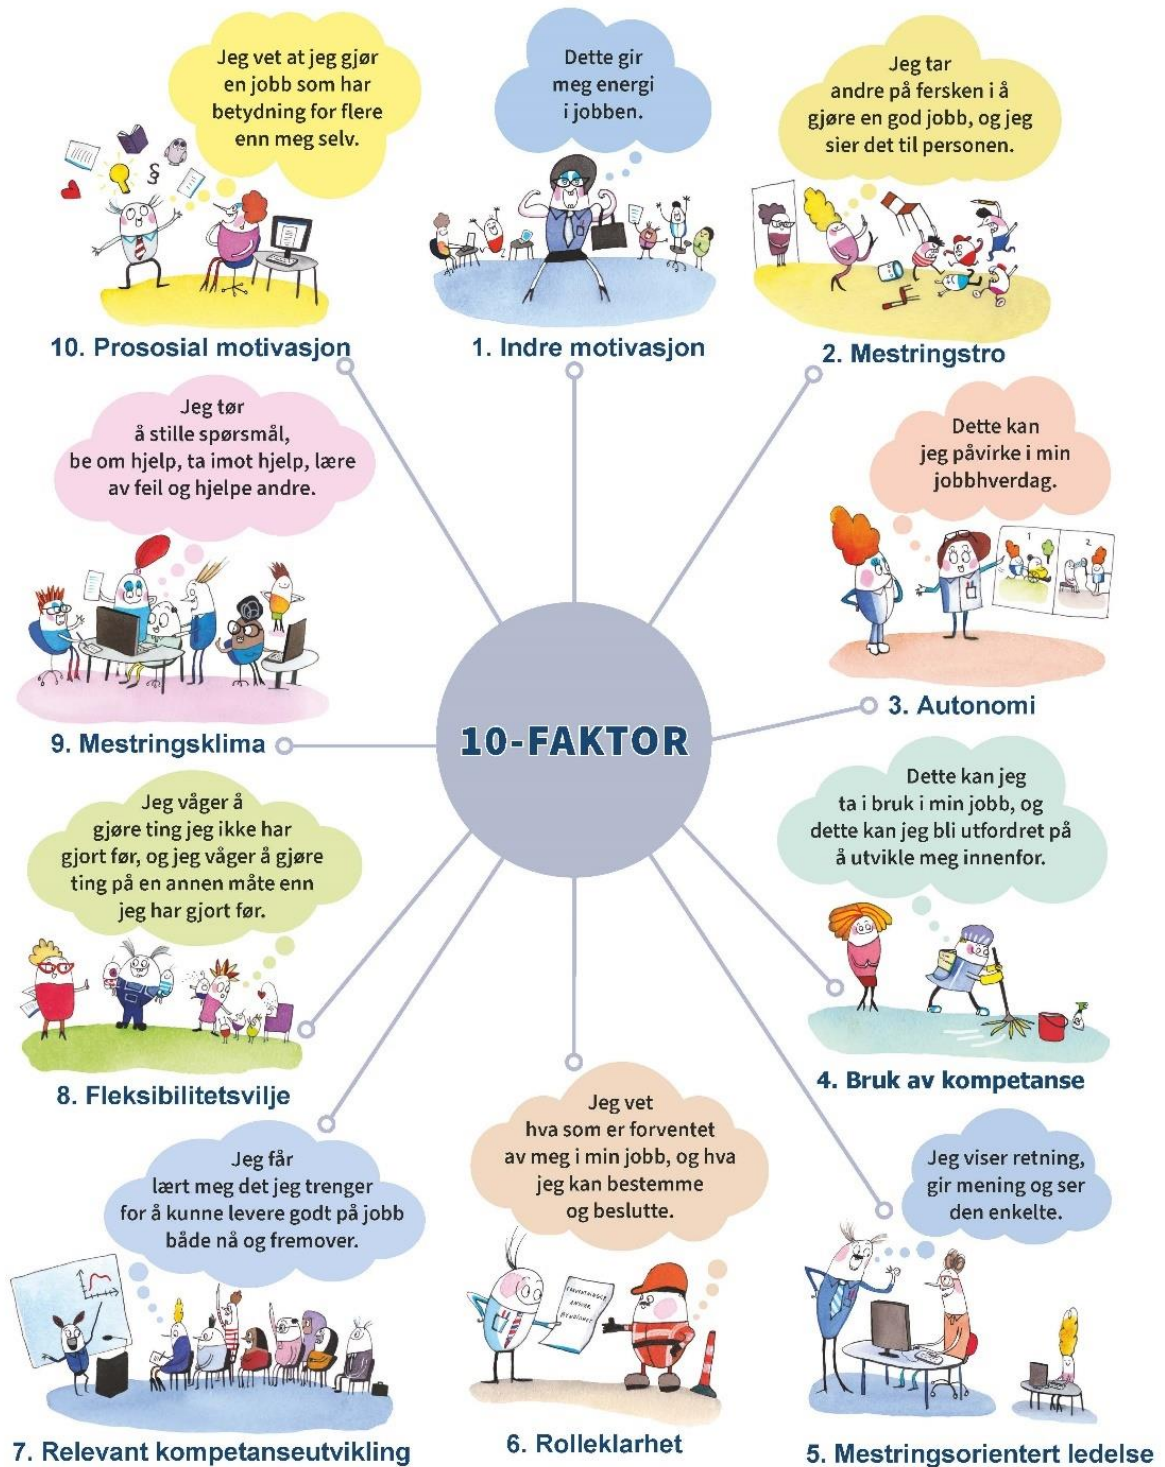 Jeg vet at jeg gjør
en jobb som har
betydning for flere
enn meg selv.
§
10. Prososial motivasjon
Dette gir
meg energi
i jobben.
1. Indre motivasjon
Jeg tar
andre på fersken i å
gjøre en god jobb, og jeg
sier det til personen.
2. Mestringstro
Dette kan
jeg påvirke i min
jobbhverdag.
1
2
3. Autonomi
Dette kan jeg
ta i bruk i min jobb, og
dette kan jeg bli utfordret på
å utvikle meg innenfor.
4. Bruk av kompetanse
Jeg viser retning,
gir mening og ser
den enkelte.
5. Mestringsorientert ledelse
Jeg vet
hva som er forventet
av meg i min jobb, og hva
jeg kan bestemme
og beslutte.
6. Rolleklarhet
Jeg får
lært meg det jeg trenger
for å kunne levere godt på jobb
både nå og fremover.
7. Relevant kompetanseutvikling
Jeg våger å
gjøre ting jeg ikke har
gjort før, og jeg våger å gjøre
ting på en annen måte enn
jeg har gjort før.
8. Fleksibilitetsvilje
Jeg tør
å stille spørsmål,
be om hjelp, ta imot hjelp, lære
av feil og hjelpe andre.
9. Mestringsklima
10-FAKTOR